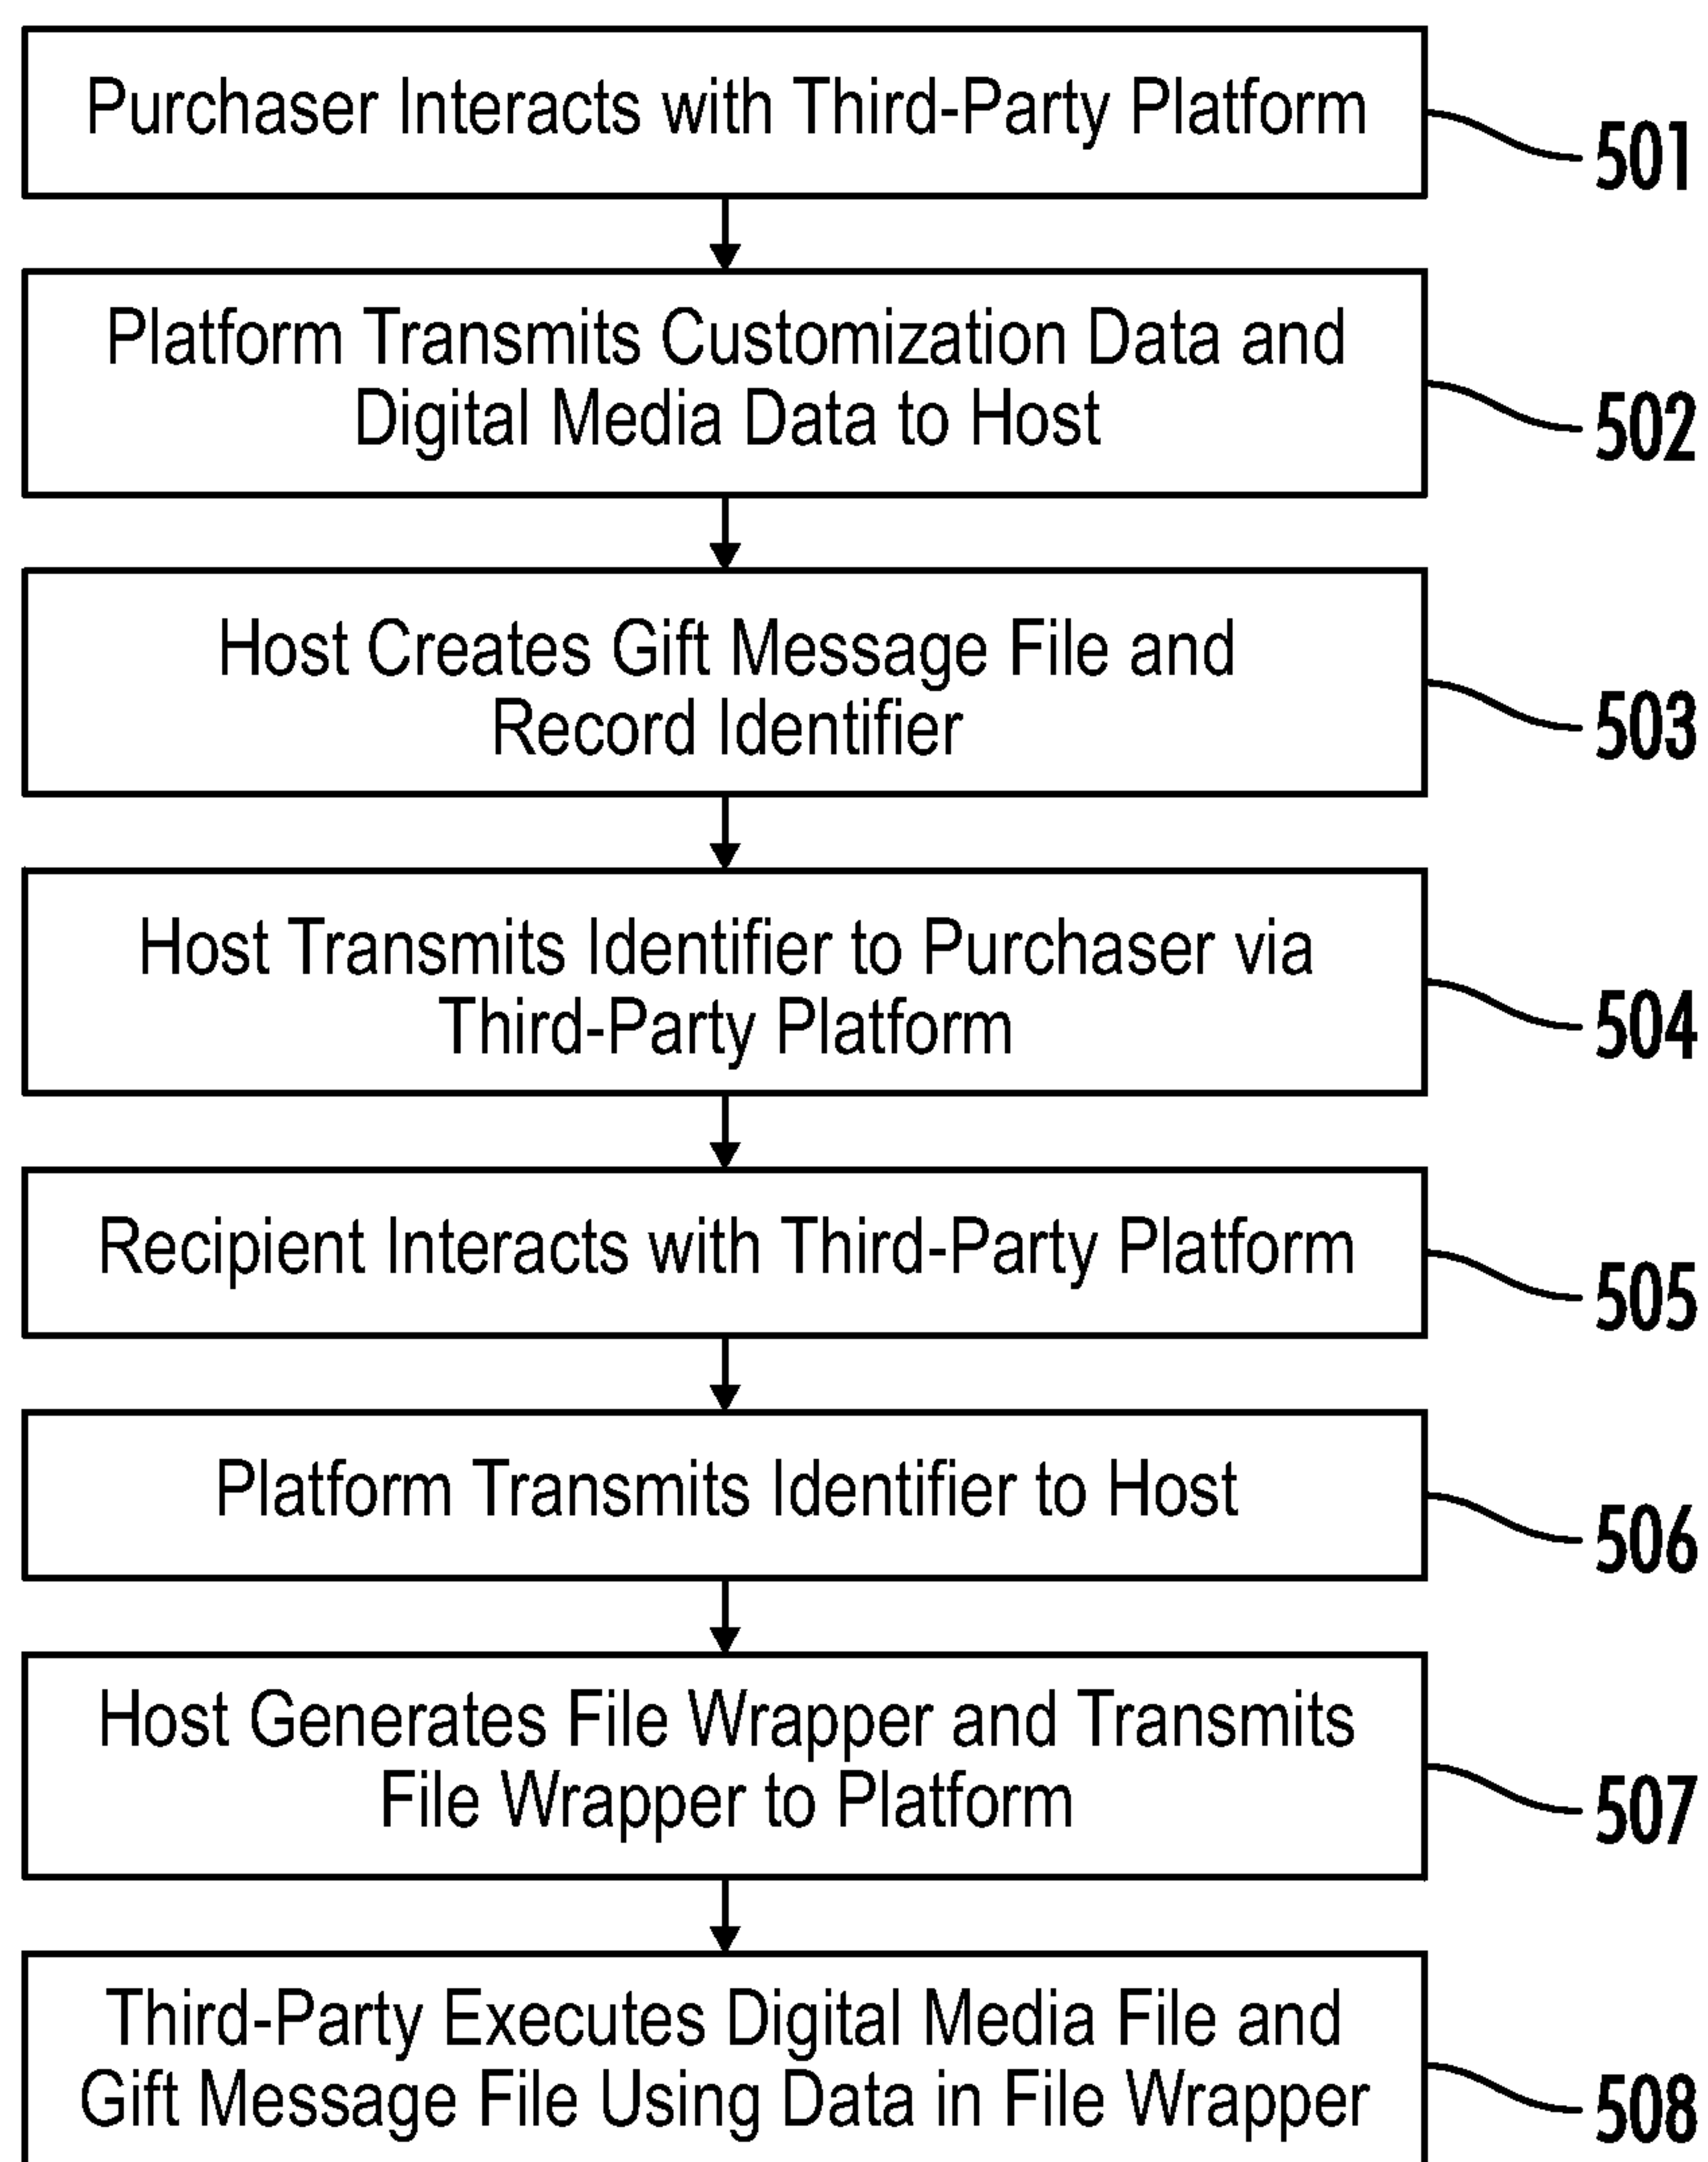 Purchaser Interacts with Third-Party Platform
501
Platform Transmits Customization Data and
Digital Media Data to Host
502
Host Creates Gift Message File and
Record Identifier
503
Host Transmits Identifier to Purchaser via
Third-Party Platform
504
Recipient Interacts with Third-Party Platform
505
Platform Transmits Identifier to Host
506
Host Generates File Wrapper and Transmits
File Wrapper to Platform
507
Third-Party Executes Digital Media File and
Gift Message File Using Data in File Wrapper
508